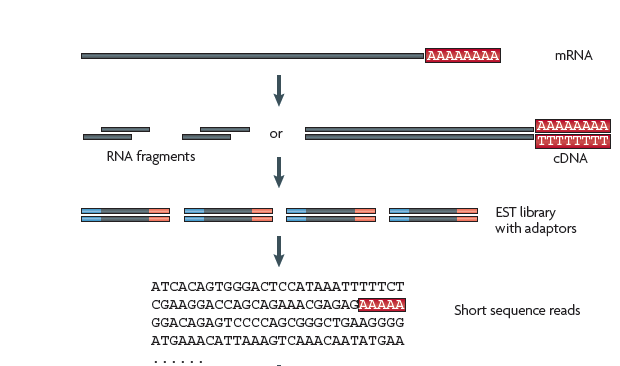 AAAAAAAA mRNA
AAAAAAAA
or
TTTTTTTT
RNA fragments cDNA
EST library
with adaptors
ATCACAGTGGGACTCCATAAATTTTTCT
CGAAGGACCAGCAGAAACGAGAGAAAAA
Short sequence reads
GGACAGAGTCCCCAGCGGGCTGAAGGGG
ATGAAACATTAAAGTCAAACAATATGAA
......